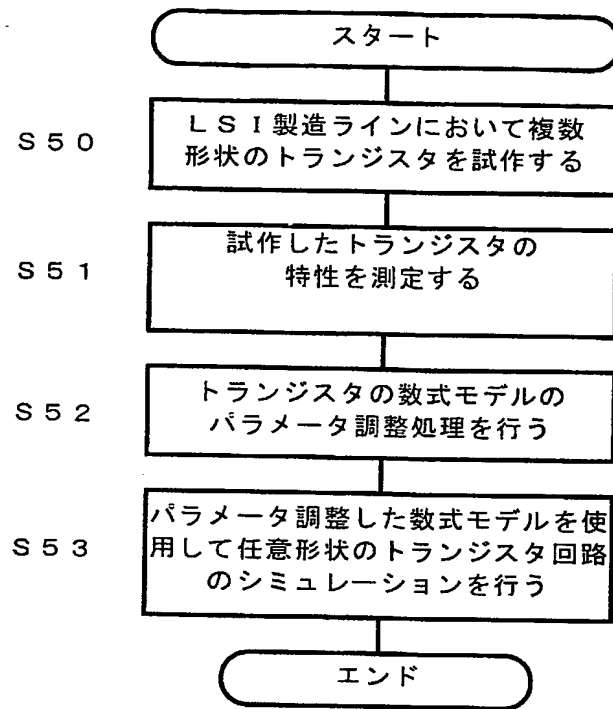 スタート
S50
LSI製造ラインにおいて複数
形状のトランジスタを試作する
S51
試作したトランジスタの
特性を測定する
S52
トランジスタの数式モデルの
パラメータ調整処理を行う
S53
パラメータ調整した数式モデルを使
用して任意形状のトランジスタ回路
のシミュレーションを行う
エンド